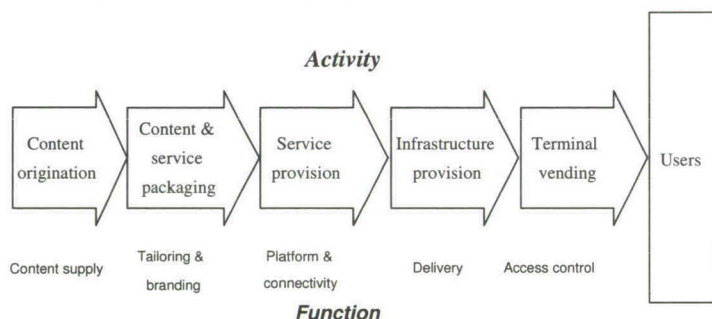 Activity
Content
origination
Content &
service
packaging
Service
provision
Infrastructure
provision
Terminal
vending
Users
Content supply
Tailoring &
branding
Platform &
connectivity
Delivery
Access control
Function